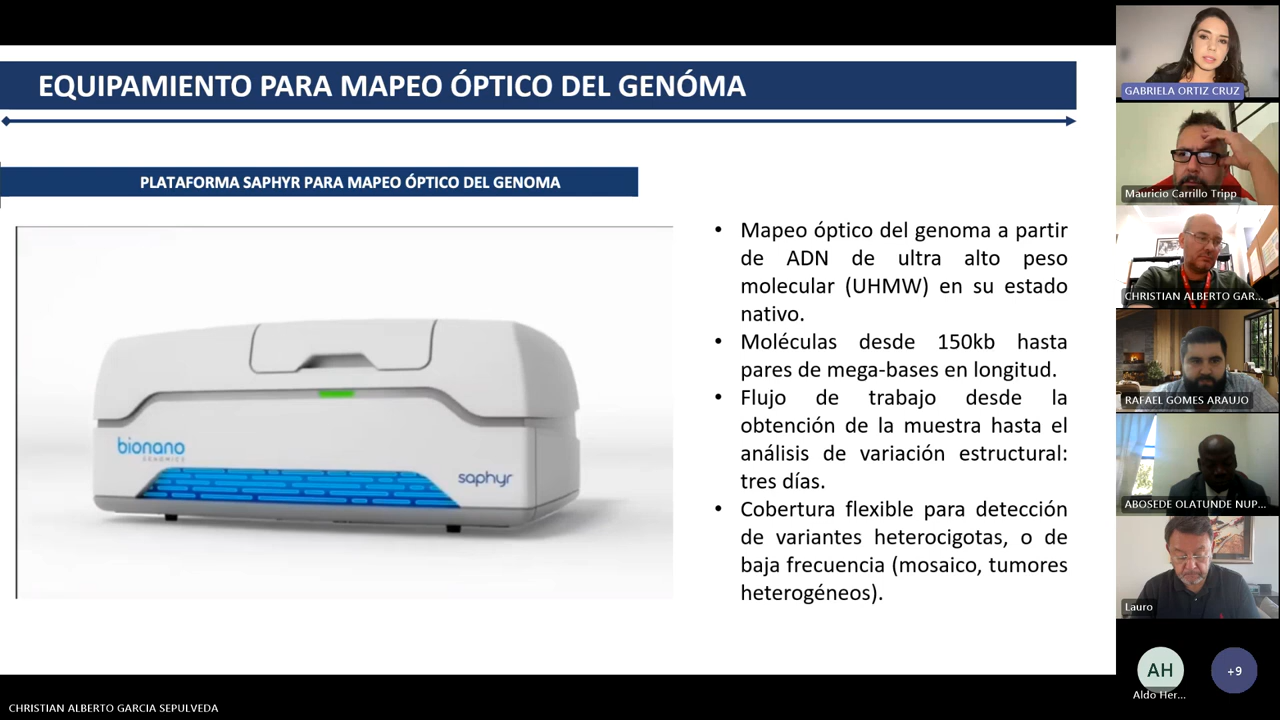 EQUIPAMIENTO PARA MAPEO ÓPTICO DEL GENÓMA
PLATAFORMA SAPHYR PARA MAPEO ÓPTICO DEL GENOMA
bionano
GENOMICS
saphyr
• Mapeo óptico del genoma a partir
de ADN de ultra alto peso
molecular (UHMW) en su estado
nativo.
• Moléculas desde 150kb hasta
pares de mega-bases en longitud.
• Flujo de trabajo desde la
obtención de la muestra hasta el
análisis de variación estructural:
tres días.
• Cobertura flexible para detección
de variantes heterocigotas, o de
baja frecuencia (mosaico, tumores
heterogéneos).
GABRIELA ORTIZ CRUZ
Mauricio Carrillo Tripp
CHRISTIAN ALBERTO GAR...
RAFAEL GOMES ARAUJO
ABOSEDE OLATUNDE NUP...
Lauro
AH
Aldo Her...
+9
CHRISTIAN ALBERTO GARCIA SEPULVEDA